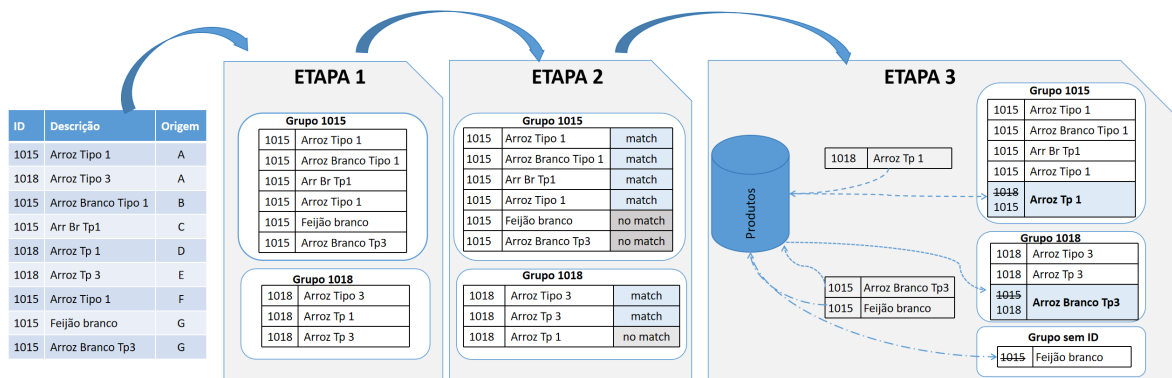 ID Descrição Origem
1015 Arroz Tipo 1 A
1018 Arroz Tipo 3 A
1015 Arroz Branco Tipo 1 B
1015 Arr Br Tp1 C
1018 Arroz Tp 1 D
1018 Arroz Tp 3 E
1015 Arroz Tipo 1 F
1015 Feijão branco G
1015 Arroz Branco Tp3 G
ETAPA 1
Grupo 1015
1015 Arroz Tipo 1
1015 Arroz Branco Tipo 1
1015 Arr Br Tp1
1015 Arroz Tipo 1
1015 Feijão branco
1015 Arroz Branco Tp3
Grupo 1018
1018 Arroz Tipo 3
1018 Arroz Tp 1
1018 Arroz Tp 3
ETAPA 2
Grupo 1015
1015 Arroz Tipo 1 match
1015 Arroz Branco Tipo 1 match
1015 Arr Br Tp1 match
1015 Arroz Tipo 1 match
1015 Feijão branco no match
1015 Arroz Branco Tp3 no match
Grupo 1018
1018 Arroz Tipo 3 match
1018 Arroz Tp 3 match
1018 Arroz Tp 1 no match
ETAPA 3
Produtos
1018 Arroz Tp 1
1015 Arroz Branco Tp3
1015 Feijão branco
Grupo 1015
1015 Arroz Tipo 1
1015 Arroz Branco Tipo 1
1015 Arr Br Tp1
1015 Arroz Tipo 1
1018
1015 Arroz Tp 1
Grupo 1018
1018 Arroz Tipo 3
1018 Arroz Tp 3
1015
1018 Arroz Branco Tp3
Grupo sem ID
1015 Feijão branco